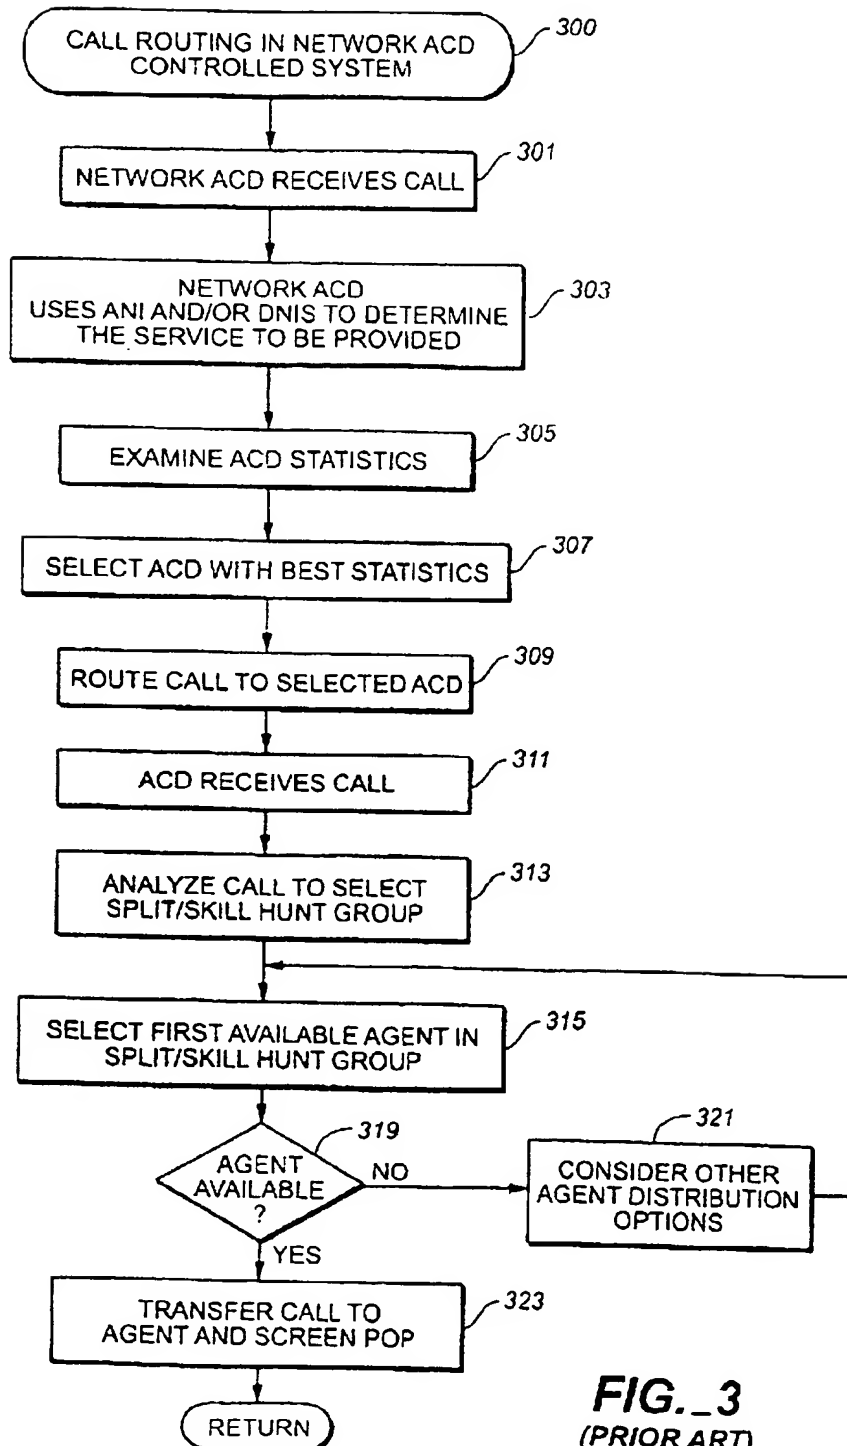 CALL ROUTING IN NETWORK ACD
CONTROLLED SYSTEM
300
NETWORK ACD RECEIVES CALL
301
NETWORK ACD
USES ANI AND/OR DNIS TO DETERMINE
THE SERVICE TO BE PROVIDED
303
EXAMINE ACD STATISTICS
305
SELECT ACD WITH BEST STATISTICS
307
ROUTE CALL TO SELECTED ACD
309
ACD RECEIVES CALL
311
ANALYZE CALL TO SELECT
SPLIT/SKILL HUNT GROUP
313
SELECT FIRST AVAILABLE AGENT IN
SPLIT/SKILL HUNT GROUP
315
AGENT
AVAILABLE
?
319
NO
CONSIDER OTHER
AGENT DISTRIBUTION
OPTIONS
321
YES
TRANSFER CALL TO
AGENT AND SCREEN POP
323
RETURN
FIG._3
(PRIOR ART)